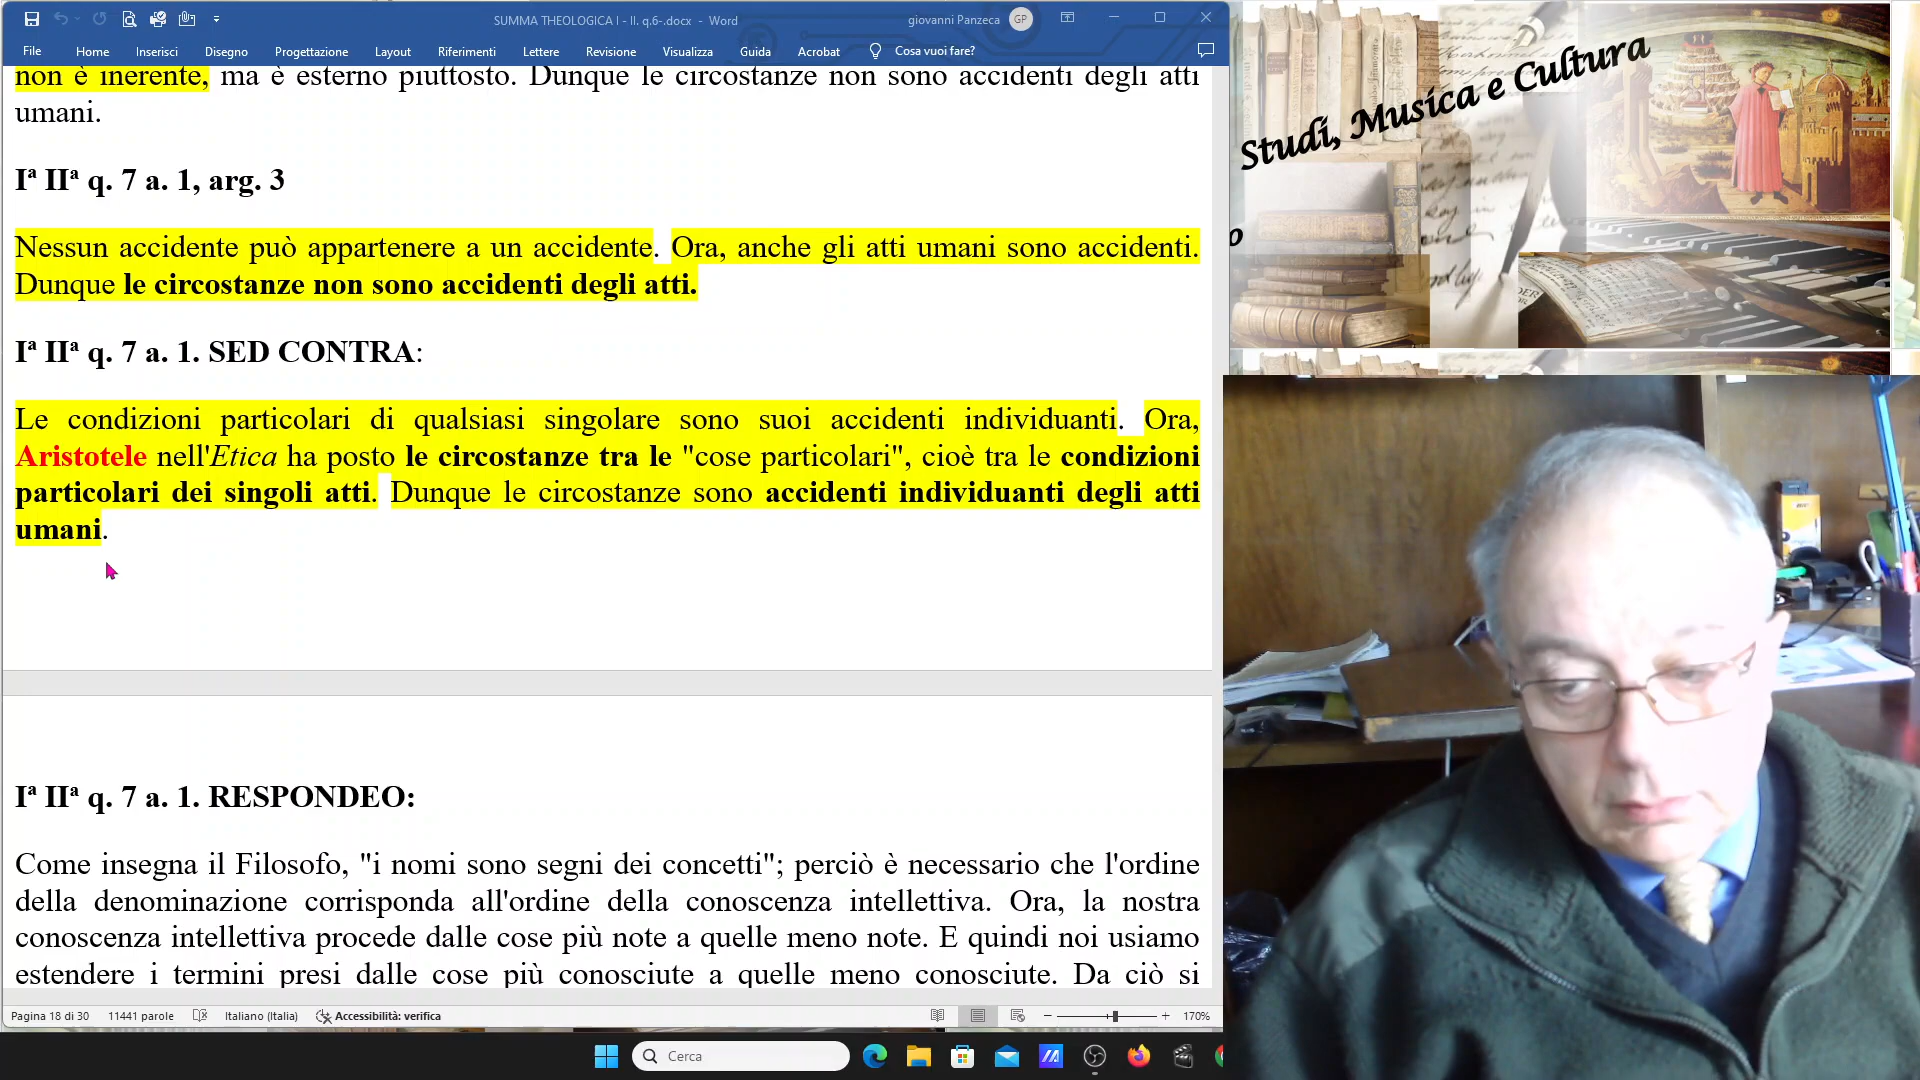 SUMMA THEOLOGICA I - II. q.6-.docx - Word
giovanni Panzeca
GP
File Home Inserisci Disegno Progettazione Layout Riferimenti Lettere Revisione Visualizza Guida Acrobat Cosa vuoi fare?
non è inerente, ma è esterno piuttosto. Dunque le circostanze non sono accidenti degli atti
umani.
Iª IIª q. 7 a. 1, arg. 3
Nessun accidente può appartenere a un accidente. Ora, anche gli atti umani sono accidenti.
Dunque le circostanze non sono accidenti degli atti.
Iª IIª q. 7 a. 1. SED CONTRA:
Le condizioni particolari di qualsiasi singolare sono suoi accidenti individuanti. Ora,
Aristotele nell'Etica ha posto le circostanze tra le "cose particolari", cioè tra le condizioni
particolari dei singoli atti. Dunque le circostanze sono accidenti individuanti degli atti
umani.
Iª IIª q. 7 a. 1. RESPONDEO:
Come insegna il Filosofo, "i nomi sono segni dei concetti"; perciò è necessario che l'ordine
della denominazione corrisponda all'ordine della conoscenza intellettiva. Ora, la nostra
conoscenza intellettiva procede dalle cose più note a quelle meno note. E quindi noi usiamo
estendere i termini presi dalle cose più conosciute a quelle meno conosciute. Da ciò si
Pagina 18 di 30 11441 parole Italiano (Italia) Accessibilità: verifica 170%
Cerca
Studi, Musica e Cultura
o